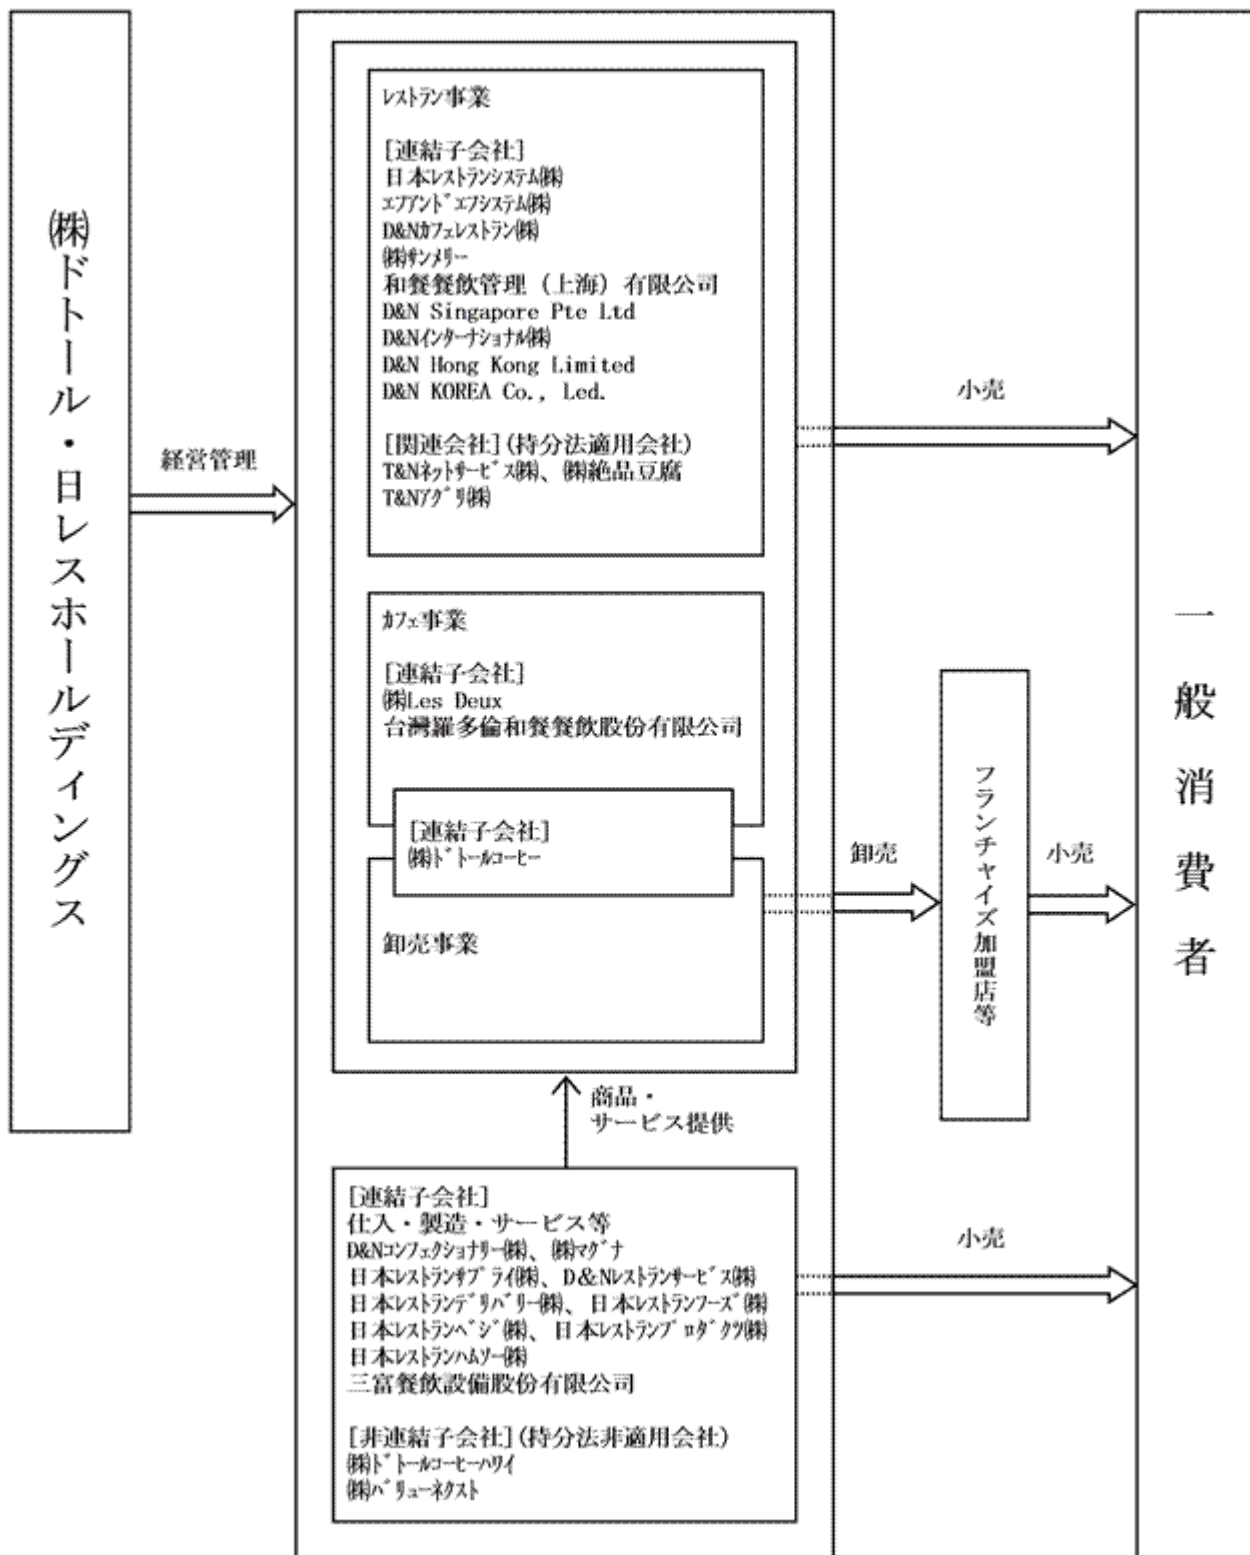 ㈱ドトール・日レスホールディングス
経営管理
ﾚｽﾄﾗﾝ事業
[連結子会社]
日本ﾚｽﾄﾗﾝｼｽﾃﾑ㈱
ｴﾌｱﾝﾄﾞｴﾌｼｽﾃﾑ㈱
D&Nｶﾌｪﾚｽﾄﾗﾝ㈱
㈱ｻﾝﾒﾘｰ
和餐餐飲管理（上海）有限公司
D&N Singapore Pte Ltd
D&Nｲﾝﾀｰﾅｼｮﾅﾙ㈱
D&N Hong Kong Limited
D&N KOREA Co., Led.
[関連会社](持分法適用会社)
T&Nﾈｯﾄｻｰﾋﾞｽ㈱、㈱絶品豆腐
T&Nｱｸﾞﾘ㈱
小売
ｶﾌｪ事業
[連結子会社]
㈱Les Deux
台灣羅多倫和餐餐飲股份有限公司
[連結子会社]
㈱ﾄﾞﾄｰﾙｺｰﾋｰ
卸売事業
卸売
フランチャイズ加盟店等
小売
商品・
サービス提供
[連結子会社]
仕入・製造・サービス等
D&Nｺﾝﾌｪｸｼｮﾅﾘｰ㈱、㈱ﾏｸﾞﾅ
日本ﾚｽﾄﾗﾝｻﾌﾟﾗｲ㈱、D＆Nﾚｽﾄﾗﾝｻｰﾋﾞｽ㈱
日本ﾚｽﾄﾗﾝﾃﾞﾘﾊﾞﾘｰ㈱、日本ﾚｽﾄﾗﾝﾌｰｽﾞ㈱
日本ﾚｽﾄﾗﾝﾍﾞｼﾞ㈱、日本ﾚｽﾄﾗﾝﾌﾟﾛﾀﾞｸﾂ㈱
日本ﾚｽﾄﾗﾝﾊﾑｿｰ㈱
三富餐飲設備股份有限公司
[非連結子会社](持分法非適用会社)
㈱ﾄﾞﾄｰﾙｺｰﾋｰﾊﾜｲ
㈱ﾊﾞﾘｭｰﾈｸｽﾄ
小売
一般消費者